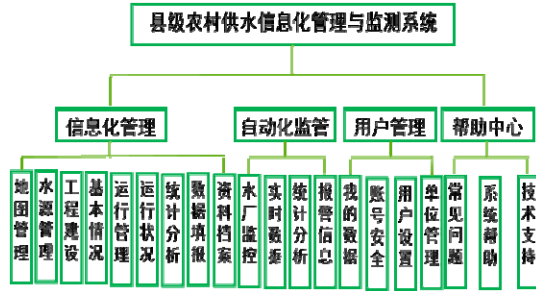 县级农村供水信息化管理与监测系统
信息化管理
自动化监管
用户管理
帮助中心
地图管理
水源管理
工程建设
基本情况
运行管理
运行状况
统计分析
数据填报
资料档案
水厂监控
实时数据
统计分析
报警信息
我的数据
账号安全
用户设置
单位管理
常见问题
系统帮助
技术支持